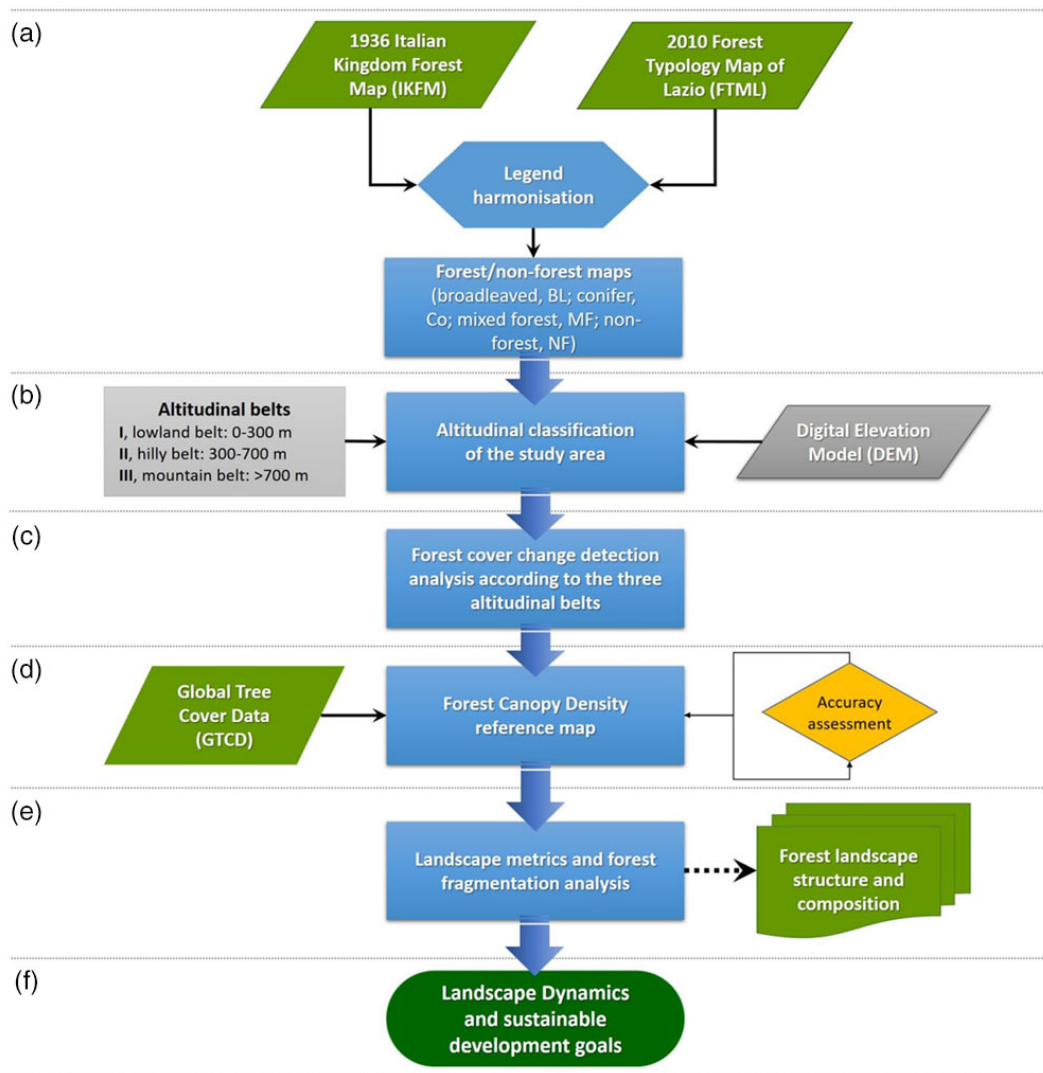 (a)
1936 Italian
Kingdom Forest
Map (IKFM)
2010 Forest
Typology Map of
Lazio (FTML)
Legend
harmonisation
Forest/non-forest maps
(broadleaved, BL; conifer,
Co; mixed forest, MF; non-
forest, NF)
(b)
Altitudinal belts
I, lowland belt: 0-300 m
II, hilly belt: 300-700 m
III, mountain belt: >700 m
Altitudinal classification
of the study area
Digital Elevation
Model (DEM)
(c)
Forest cover change detection
analysis according to the three
altitudinal belts
(d)
Global Tree
Cover Data
(GTCD)
Forest Canopy Density
reference map
Accuracy
assessment
(e)
Landscape metrics and forest
fragmentation analysis
Forest landscape
structure and
composition
(f)
Landscape Dynamics
and sustainable
development goals